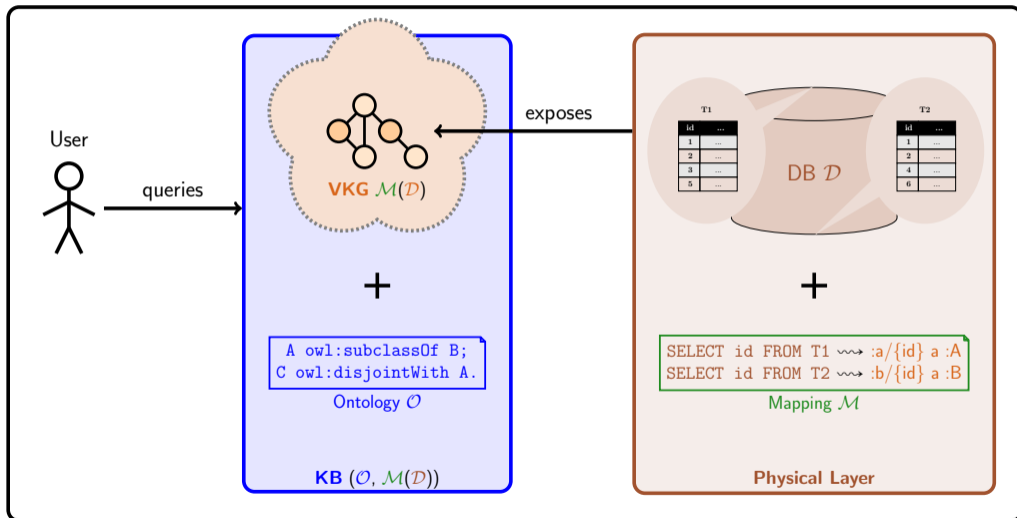 User
queries
VKG M(D)
+
A owl:subclassOf B;
C owl:disjointWith A.
Ontology O
KB (O, M(D))
exposes
T1
id ...
1 ...
2 ...
3 ...
5 ...
DB D
T2
id ...
1 ...
2 ...
4 ...
6 ...
+
SELECT id FROM T1 ⇝ :a/{id} a :A
SELECT id FROM T2 ⇝ :b/{id} a :B
Mapping M
Physical Layer